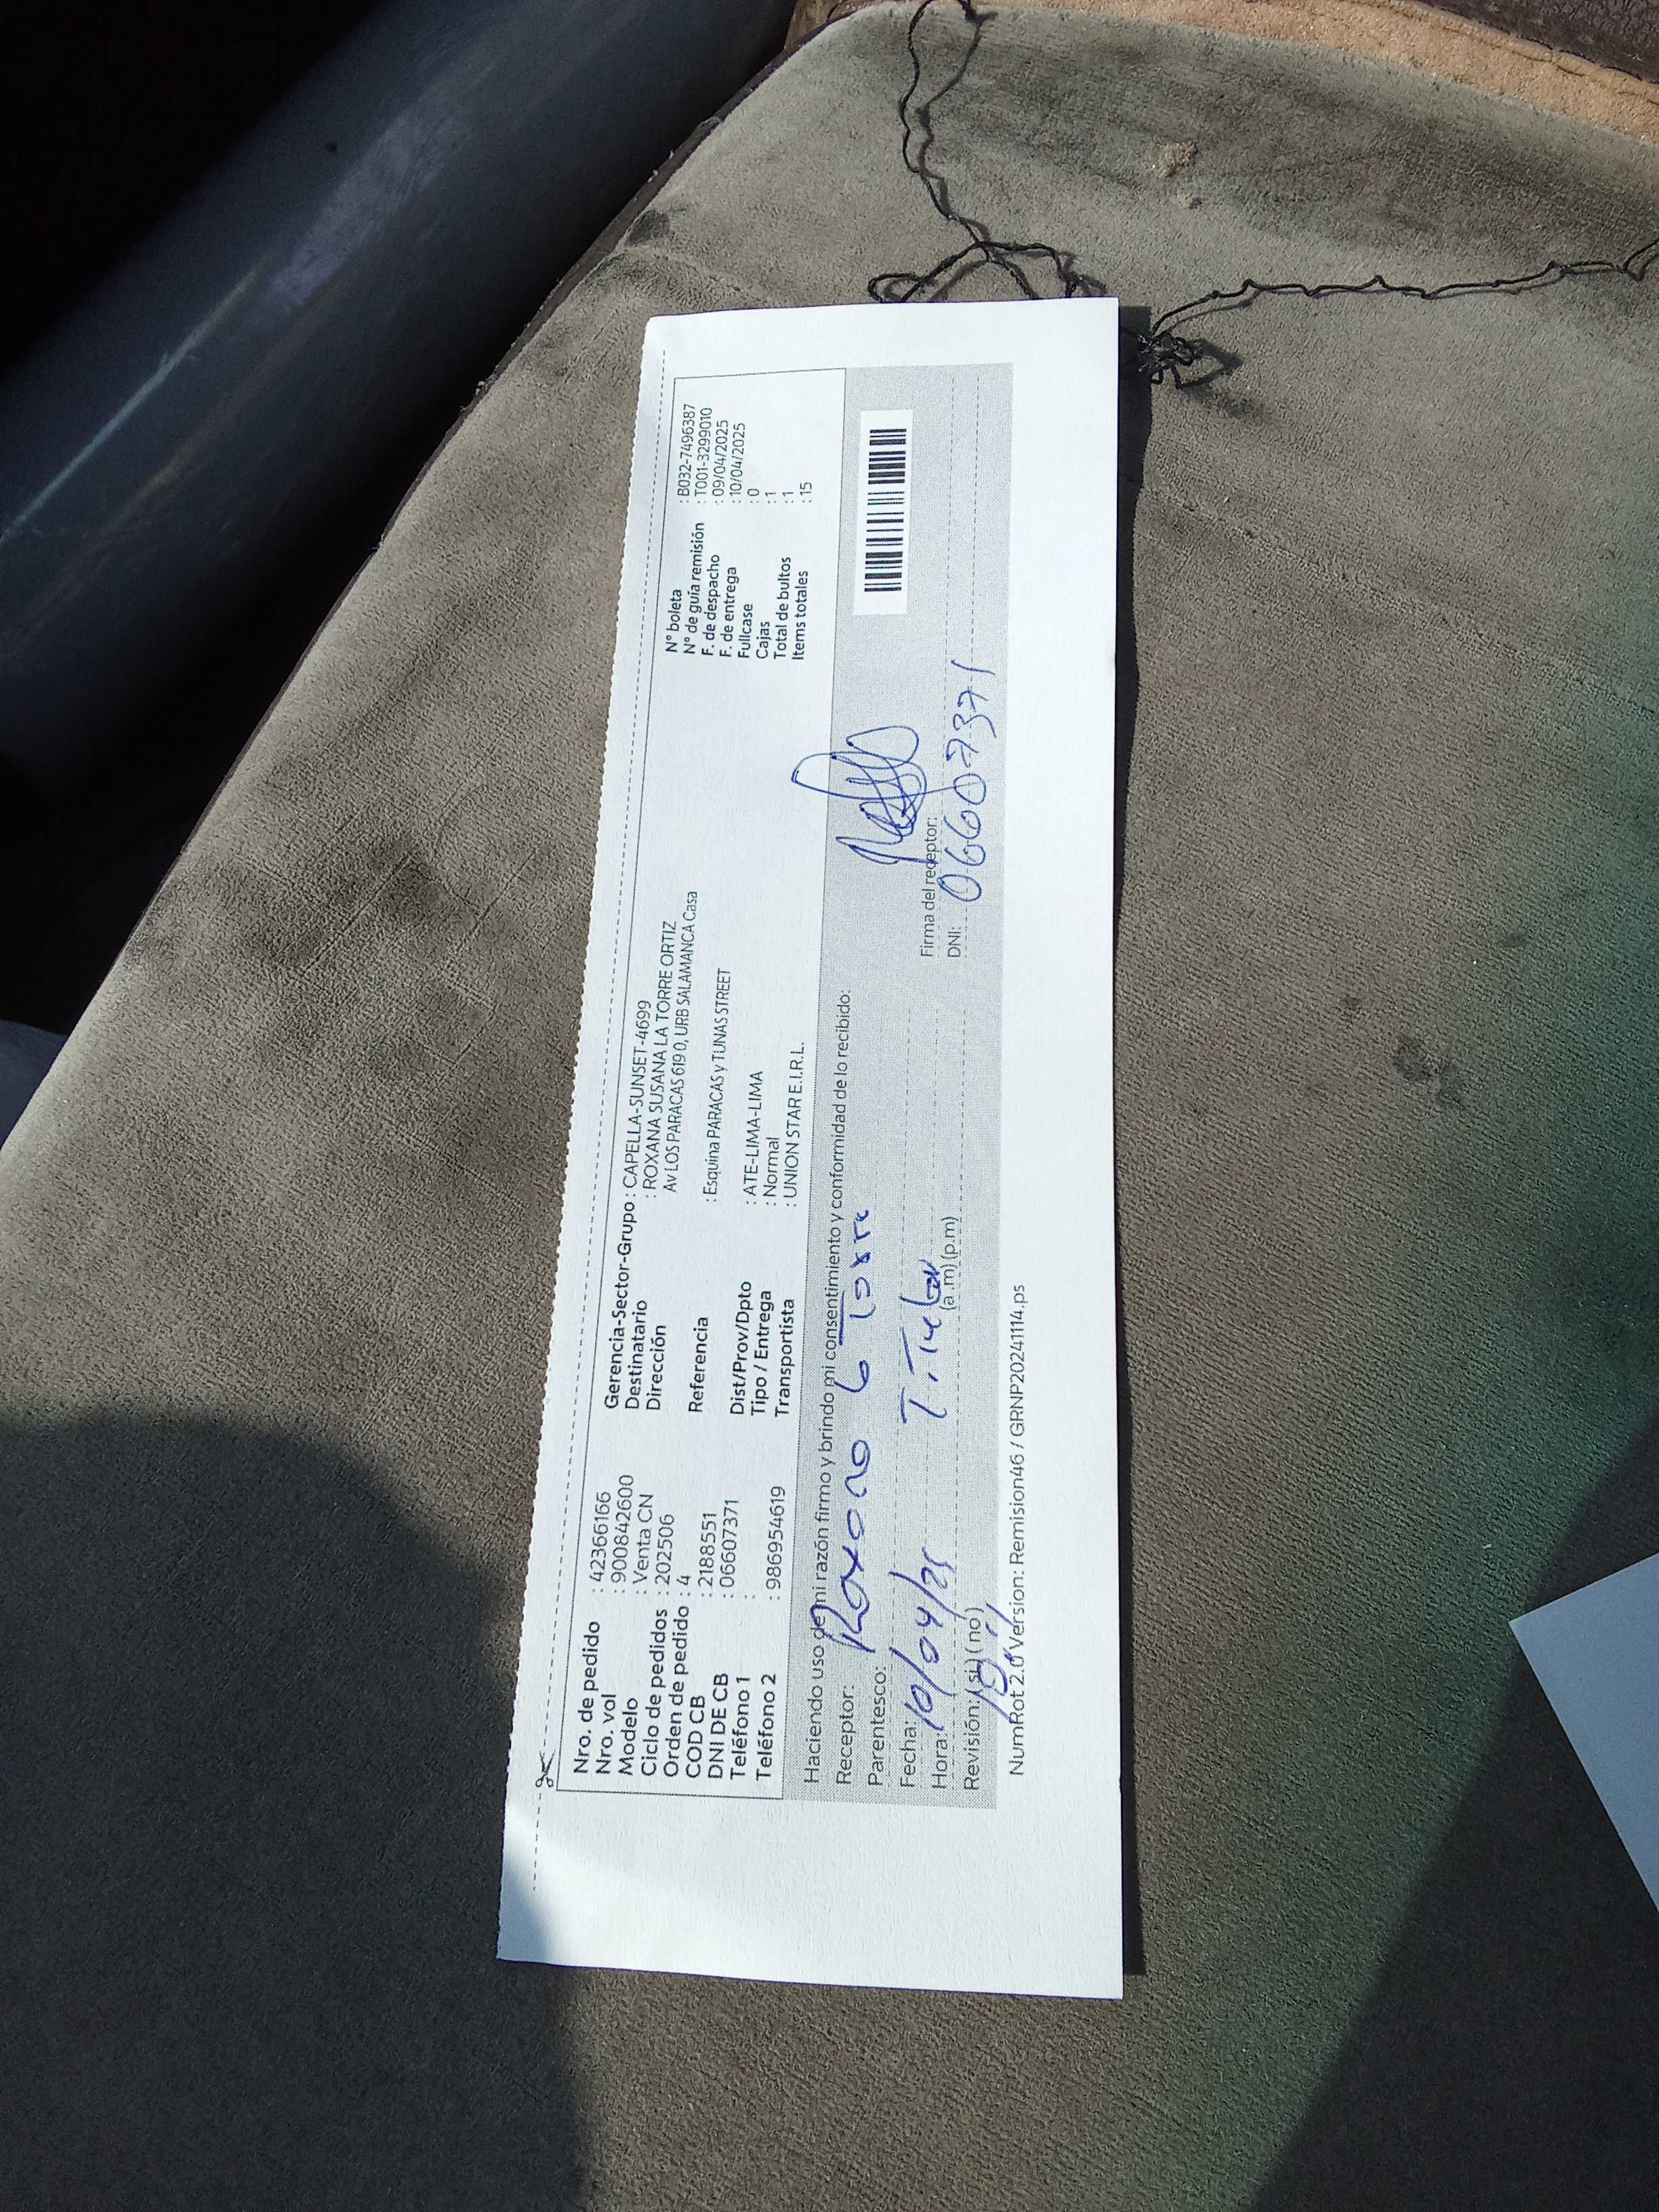 Nro. de pedido : 42366166
Nro. vol : 900842600
Modelo : Venta CN
Ciclo de pedidos : 202506
Orden de pedido : 4
COD CB : 2188551
DNI DE CB : 06607371
Teléfono 1 :
Teléfono 2 : 986954619
Gerencia-Sector-Grupo : CAPELLA-SUNSET-4699
Destinatario : ROXANA SUSANA LA TORRE ORTIZ
Dirección Av LOS PARACAS 619 0, URB SALAMANCA Casa
Referencia : Esquina PARACAS y TUNAS STREET
Dist/Prov/Dpto : ATE-LIMA-LIMA
Tipo / Entrega : Normal
Transportista : UNION STAR E.I.R.L.
N° boleta : B032-7496387
N° de guía remisión : T001-3299010
F. de despacho : 09/04/2025
F. de entrega : 10/04/2025
Fullcase : 0
Cajas : 1
Total de bultos : 1
Items totales : 15
Haciendo uso de mi razón firmo y brindo mi consentimiento y conformidad de lo recibido:
Receptor: Roxana la Torre
Parentesco: Titular
Fecha: 10/04/25
Hora: (a.m) (p.m)
Revisión: ( si ) ( no )
Firma del receptor:
DNI: 06607371
NumRot 2.0 Version: Remision46 / GRNP20241114.ps